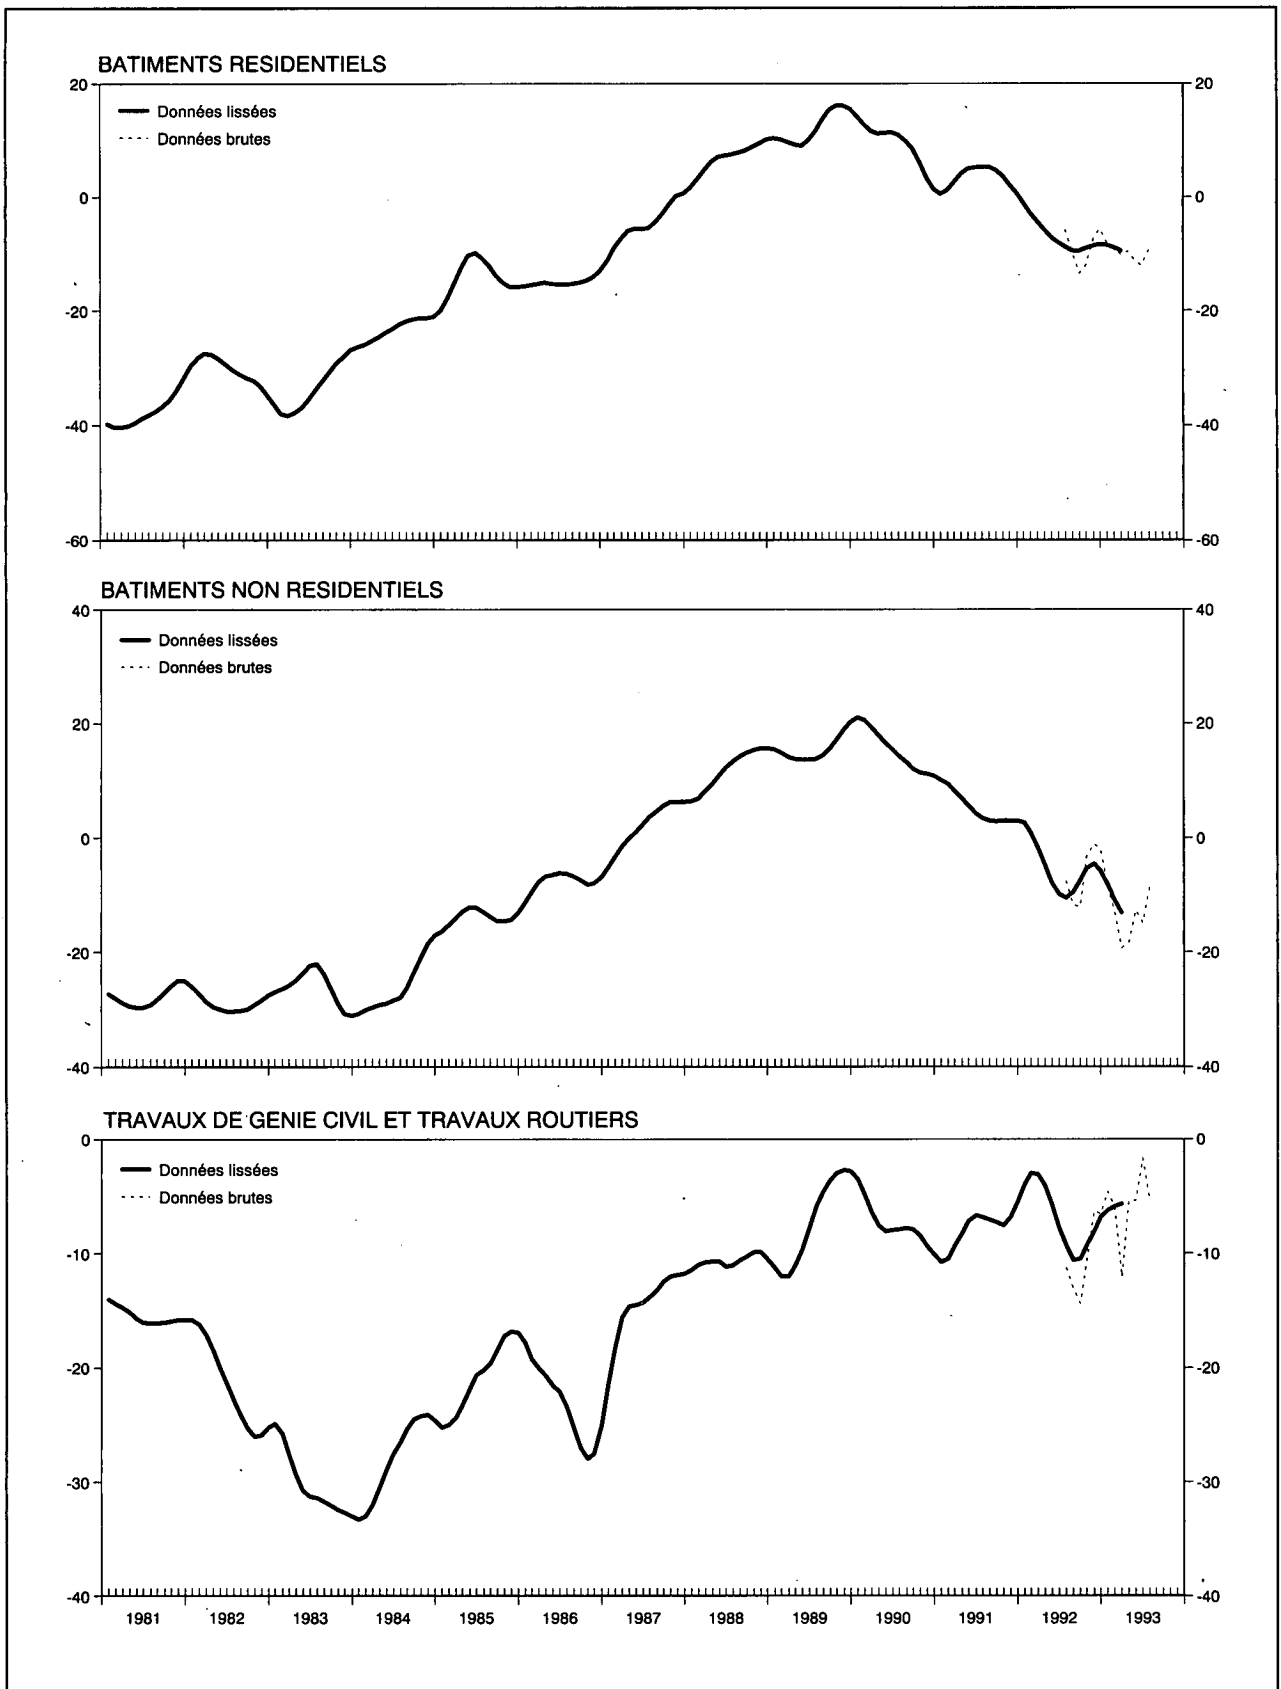 BATIMENTS RESIDENTIELS
20 20
Données lissées
Données brutes
0 0
-20 -20
-40 -40
-60 -60
BATIMENTS NON RESIDENTIELS
40 40
Données lissées
Données brutes
20 20
0 0
-20 -20
-40 -40
TRAVAUX DE GENIE CIVIL ET TRAVAUX ROUTIERS
0 0
Données lissées
Données brutes
-10 -10
-20 -20
-30 -30
-40 -40
1981 1982 1983 1984 1985 1986 1987 1988 1989 1990 1991 1992 1993